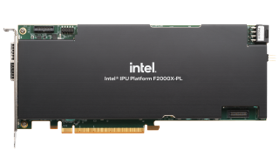 intel.
Intel® IPU Platform F2000X-PL